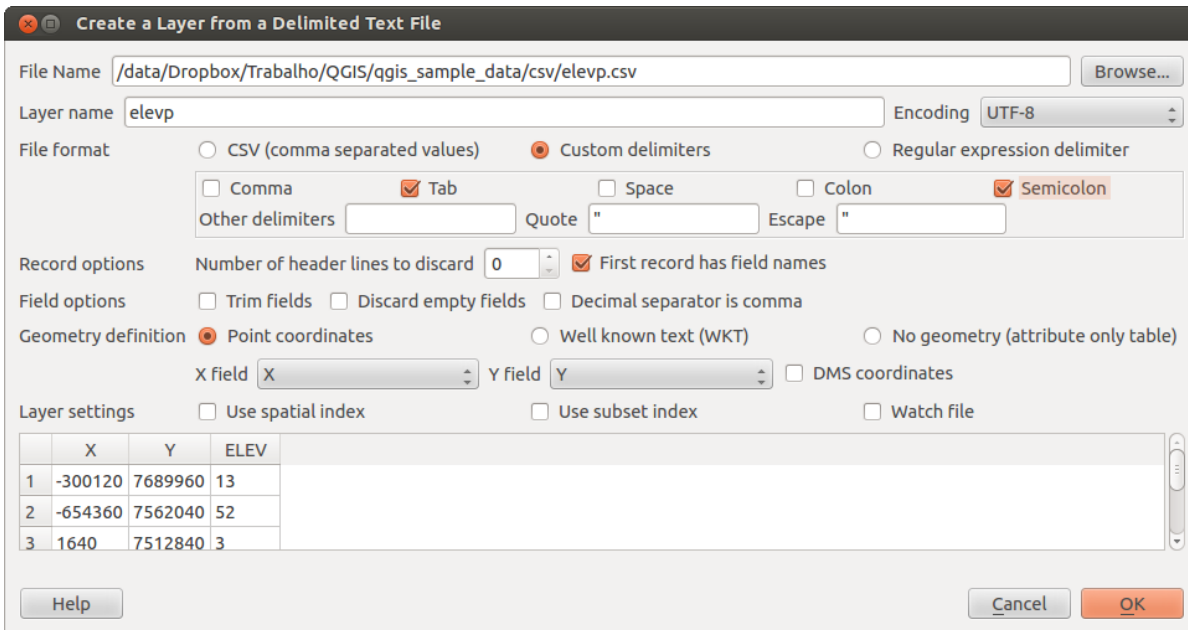 Create a Layer from a Delimited Text File
File Name /data/Dropbox/Trabalho/QGIS/qgis_sample_data/csv/elevp.csv Browse...
Layer name elevp Encoding UTF-8
File format CSV (comma separated values) Custom delimiters Regular expression delimiter
Comma Tab Space Colon Semicolon
Other delimiters Quote " Escape "
Record options Number of header lines to discard 0 First record has field names
Field options Trim fields Discard empty fields Decimal separator is comma
Geometry definition Point coordinates Well known text (WKT) No geometry (attribute only table)
X field X Y field Y DMS coordinates
Layer settings Use spatial index Use subset index Watch file
X Y ELEV
1 -300120 7689960 13
2 -654360 7562040 52
3 1640 7512840 3
Help Cancel OK